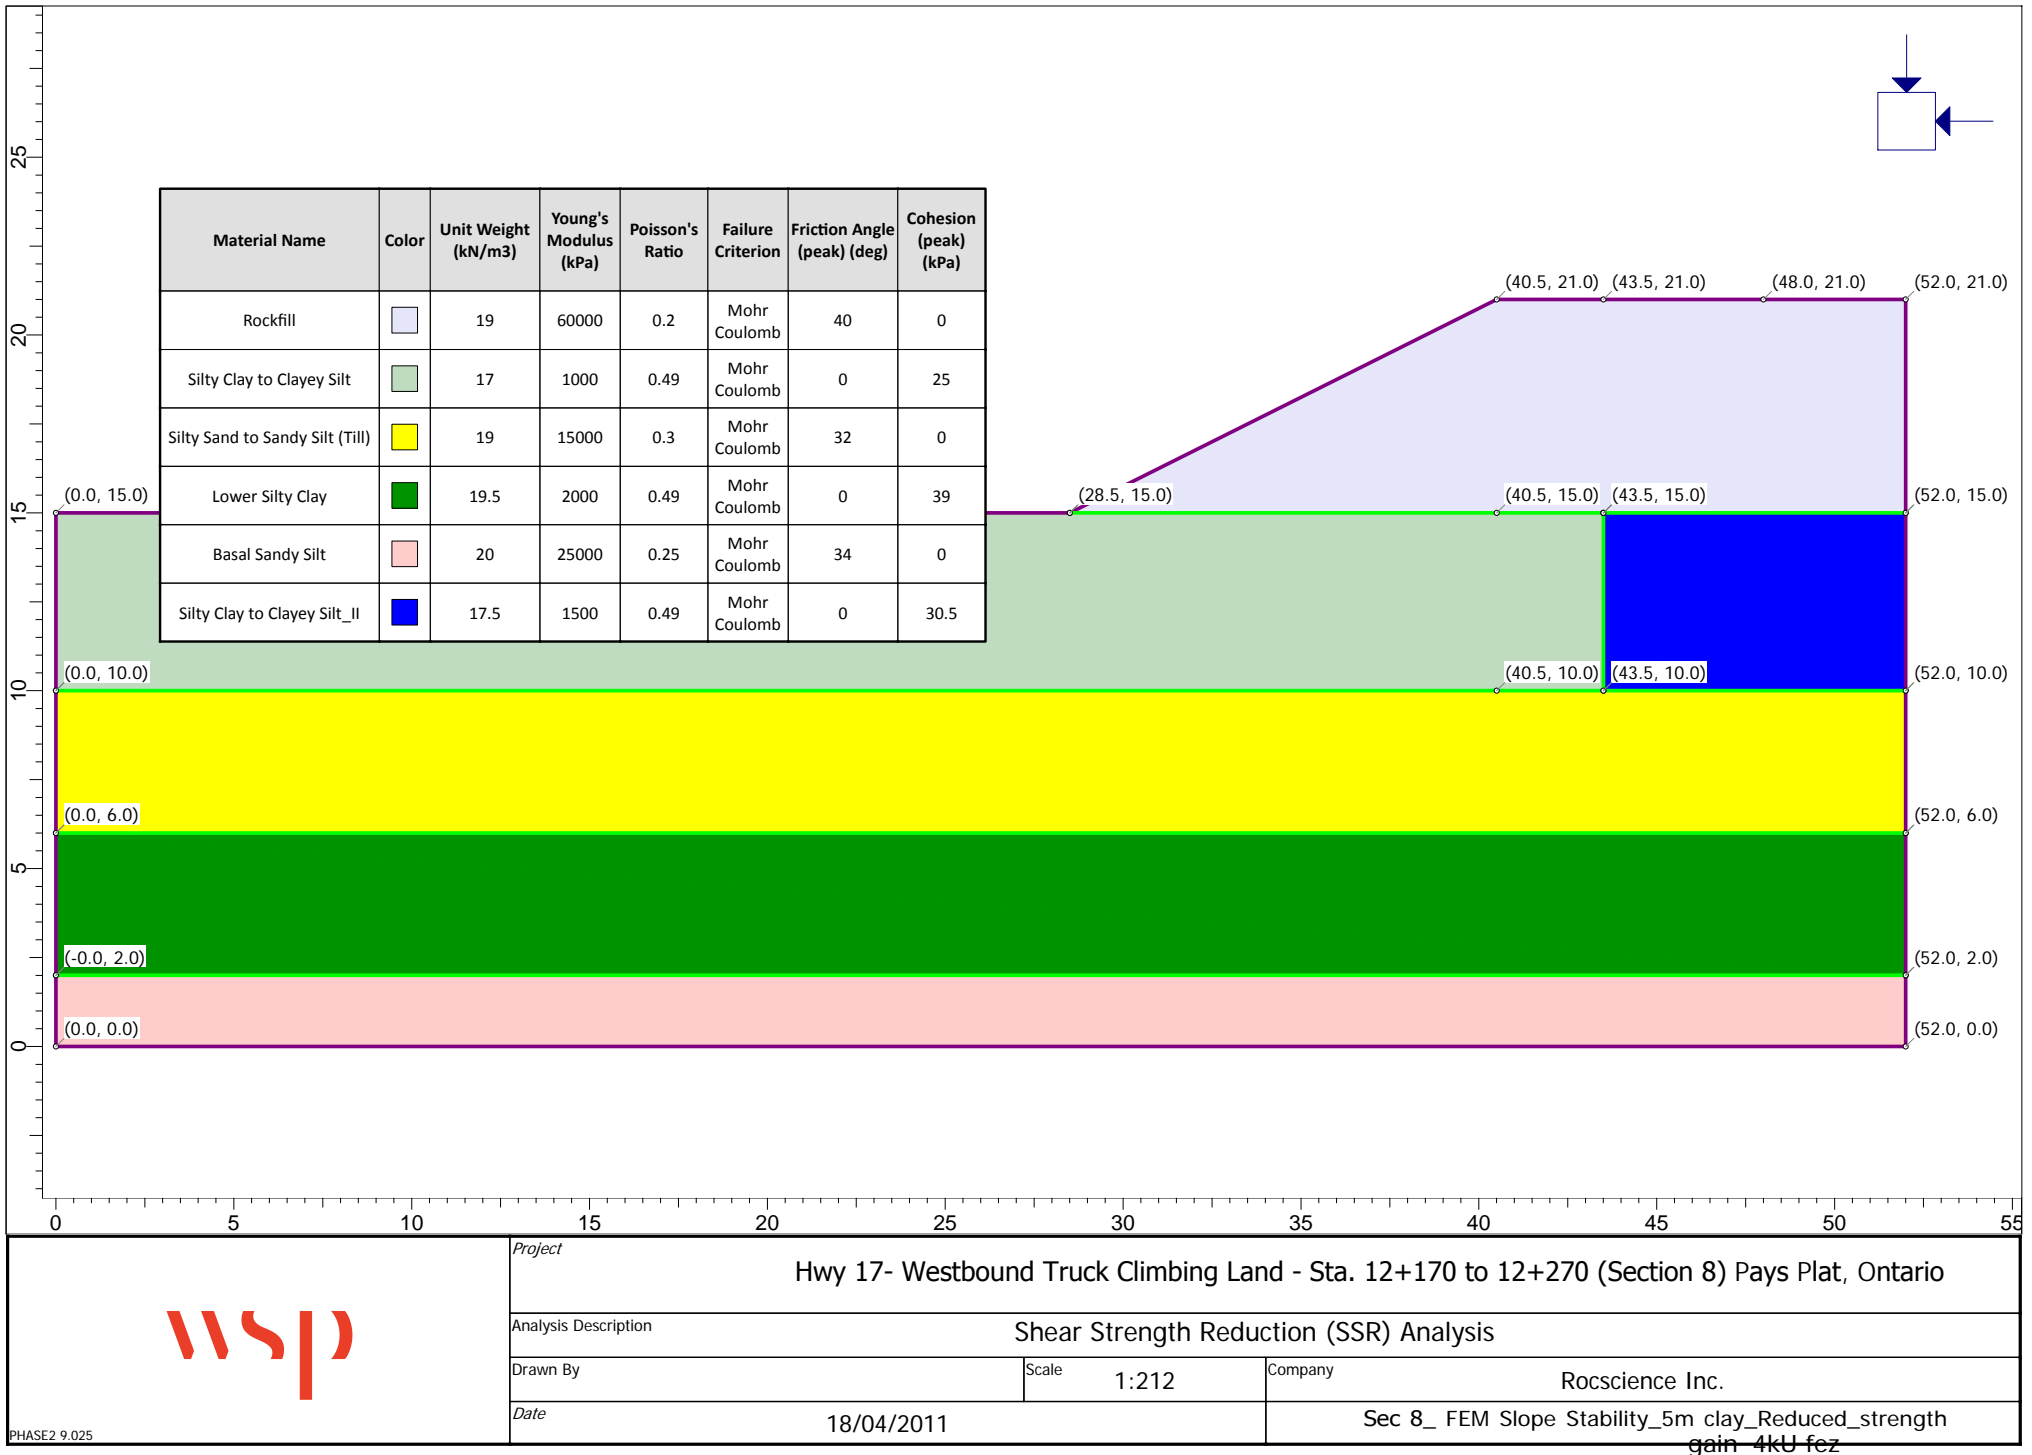 25
20
15
10
5
0
Material Name Color Unit Weight (kN/m3) Young's Modulus (kPa) Poisson's Ratio Failure Criterion Friction Angle (peak) (deg) Cohesion (peak) (kPa)
Rockfill 19 60000 0.2 Mohr Coulomb 40 0
Silty Clay to Clayey Silt 17 1000 0.49 Mohr Coulomb 0 25
Silty Sand to Sandy Silt (Till) 19 15000 0.3 Mohr Coulomb 32 0
Lower Silty Clay 19.5 2000 0.49 Mohr Coulomb 0 39
Basal Sandy Silt 20 25000 0.25 Mohr Coulomb 34 0
Silty Clay to Clayey Silt_II 17.5 1500 0.49 Mohr Coulomb 0 30.5
(40.5, 21.0) (43.5, 21.0) (48.0, 21.0) (52.0, 21.0)
(0.0, 15.0) (28.5, 15.0) (40.5, 15.0) (43.5, 15.0) (52.0, 15.0)
(0.0, 10.0) (40.5, 10.0) (43.5, 10.0) (52.0, 10.0)
(0.0, 6.0) (52.0, 6.0)
(-0.0, 2.0) (52.0, 2.0)
(0.0, 0.0) (52.0, 0.0)
0 5 10 15 20 25 30 35 40 45 50 55
wsp
PHASE2 9.025
Project
Hwy 17- Westbound Truck Climbing Land - Sta. 12+170 to 12+270 (Section 8) Pays Plat, Ontario
Analysis Description
Shear Strength Reduction (SSR) Analysis
Drawn By
Scale
1:212
Company
Rocscience Inc.
Date
18/04/2011
Sec 8_ FEM Slope Stability_5m clay_Reduced_strength
gain_4kU.fez